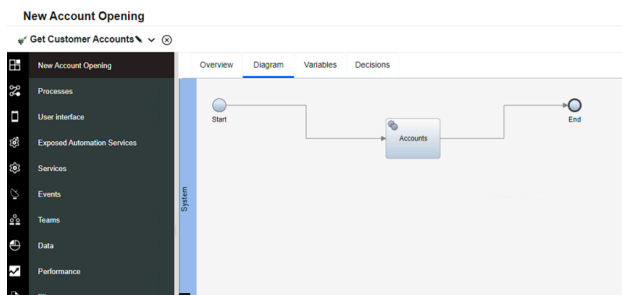 New Account Opening
Get Customer Accounts
New Account Opening
Processes
User interface
Exposed Automation Services
Services
Events
Teams
Data
Performance
Overview Diagram Variables Decisions
System
Start
Accounts
End